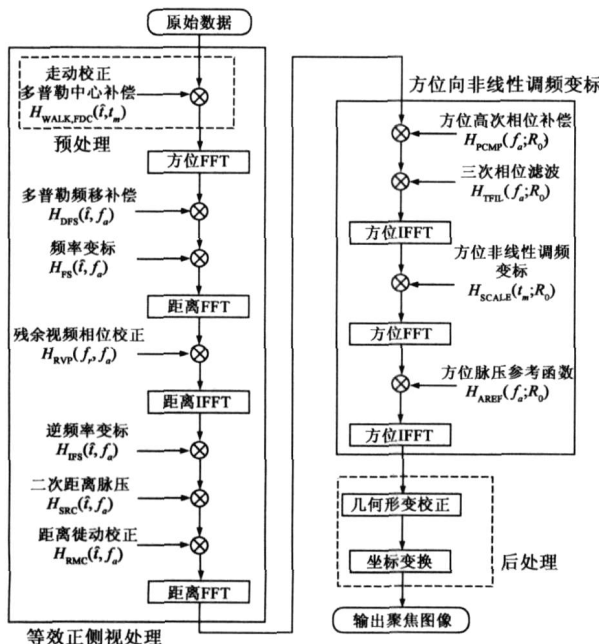 原始数据
走动校正
多普勒中心补偿
H_WALK,FDC(t̂,t_m)
预处理
方位FFT
多普勒频移补偿
H_DFS(t̂,f_a)
频率变标
H_FS(t̂,f_a)
距离FFT
残余视频相位校正
H_RVP(f_r,f_a)
距离IFFT
逆频率变标
H_IFS(t̂,f_a)
二次距离脉压
H_SRC(t̂,f_a)
距离徙动校正
H_RMC(t̂,f_a)
距离FFT
等效正侧视处理
方位向非线性调频变标
方位高次相位补偿
H_PCMP(f_a;R_0)
三次相位滤波
H_TFIL(f_a;R_0)
方位IFFT
方位非线性调频
变标
H_SCALE(t_m;R_0)
方位FFT
方位脉压参考函数
H_AREF(f_a;R_0)
方位IFFT
几何形变校正
坐标变换
后处理
输出聚焦图像